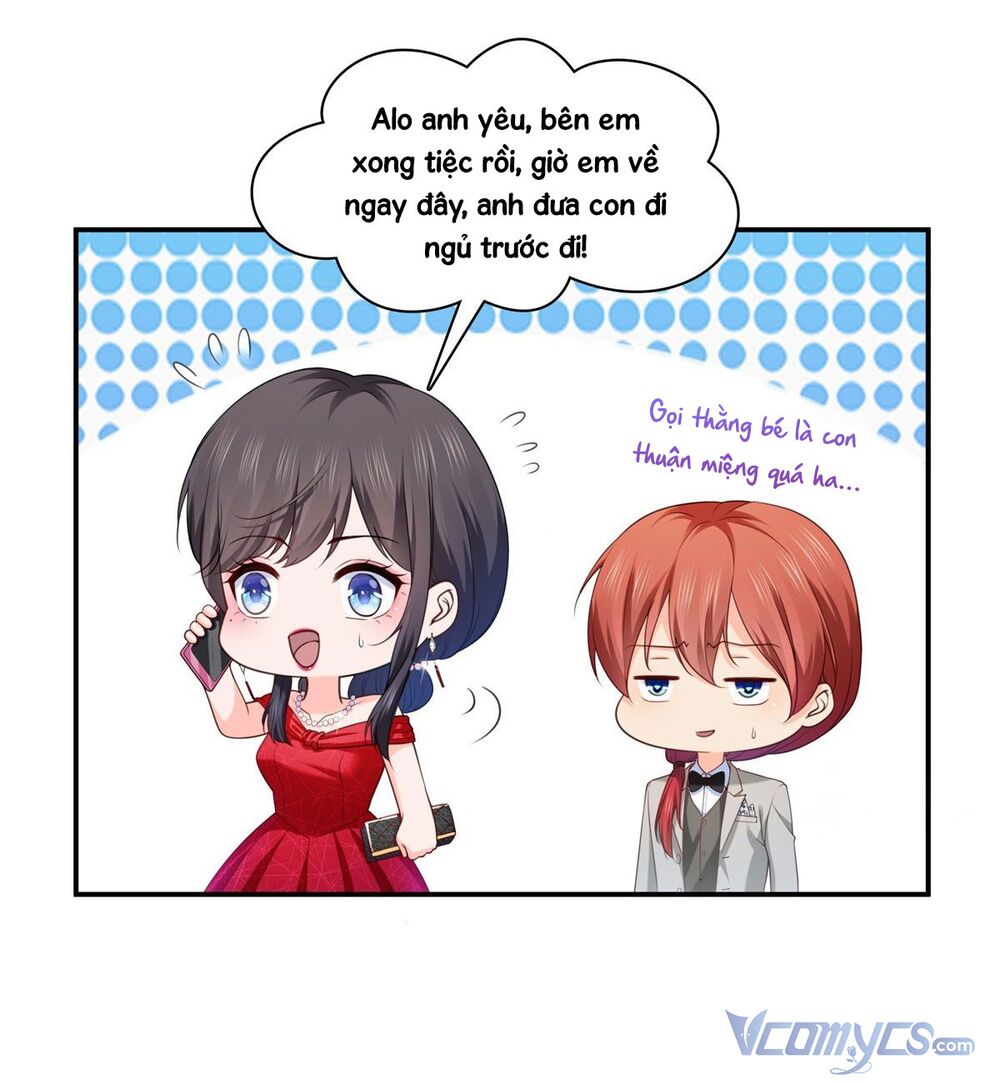 Alo anh yêu, bên em
xong tiệc rồi, giờ em về
ngay đây, anh đưa con đi
ngủ trước đi!
Gọi thằng bé là con
thuận miệng quá ha...
Vcomycs.com